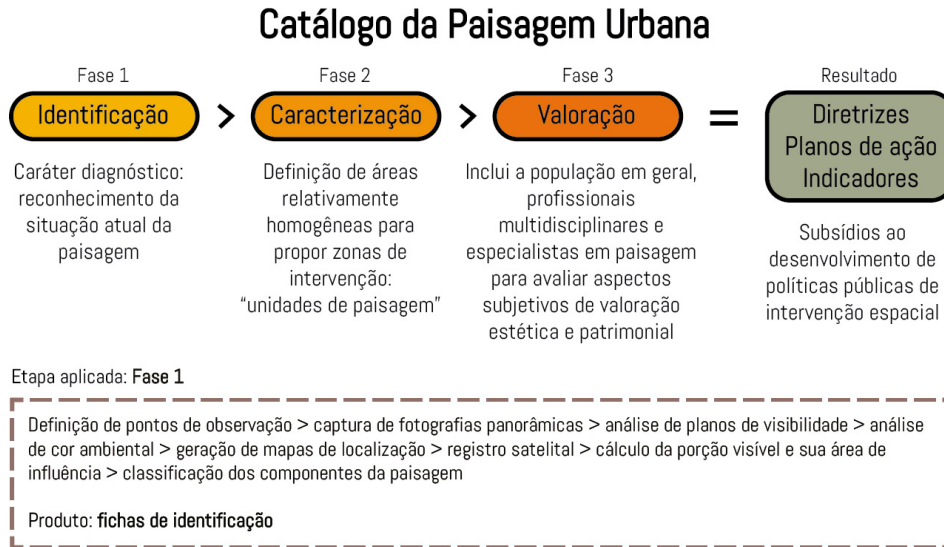 Catálogo da Paisagem Urbana
Fase 1
Identificação
Caráter diagnóstico:
reconhecimento da
situação atual da
paisagem
>
Fase 2
Caracterização
Definição de áreas
relativamente
homogêneas para
propor zonas de
intervenção:
“unidades de paisagem”
>
Fase 3
Valoração
Inclui a população em geral,
profissionais
multidisciplinares e
especialistas em paisagem
para avaliar aspectos
subjetivos de valoração
estética e patrimonial
=
Resultado
Diretrizes
Planos de ação
Indicadores
Subsídios ao
desenvolvimento de
políticas públicas de
intervenção espacial
Etapa aplicada: Fase 1
Definição de pontos de observação > captura de fotografias panorâmicas > análise de planos de visibilidade > análise
de cor ambiental > geração de mapas de localização > registro satelital > cálculo da porção visível e sua área de
influência > classificação dos componentes da paisagem
Produto: fichas de identificação